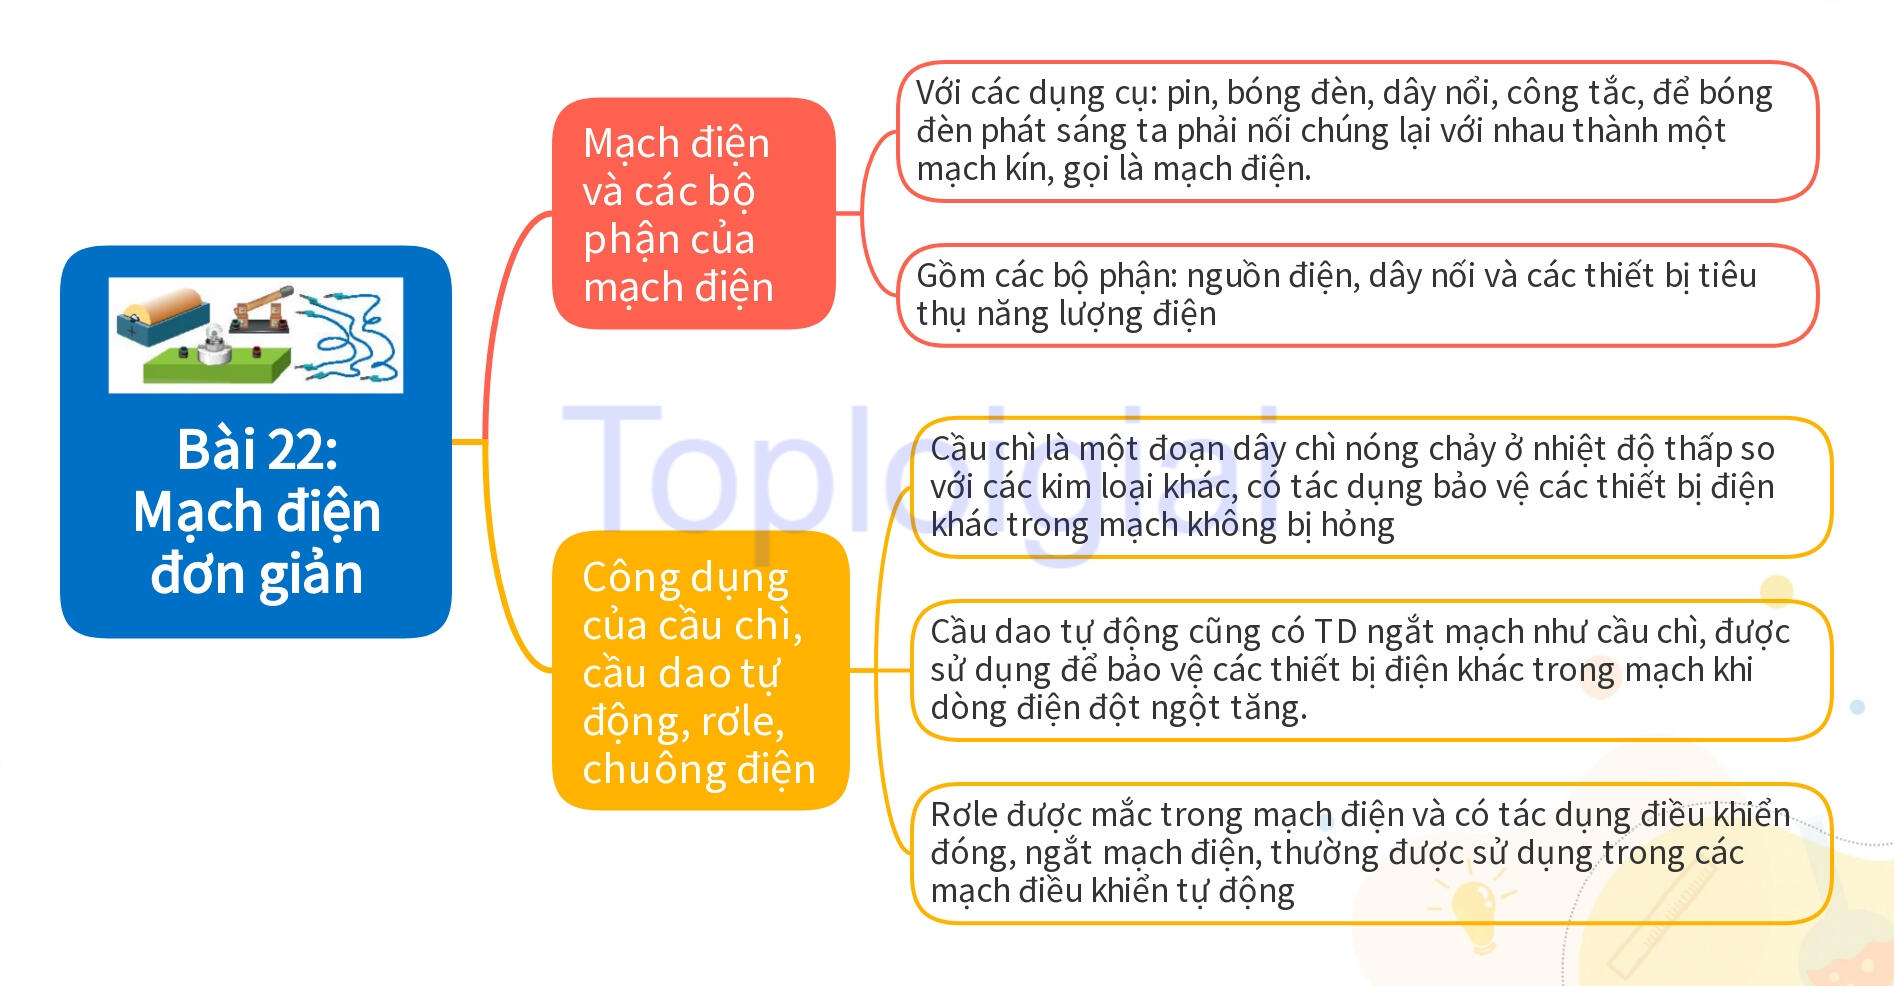 Bài 22:
Mạch điện
đơn giản
Mạch điện
và các bộ
phận của
mạch điện
Với các dụng cụ: pin, bóng đèn, dây nổi, công tắc, để bóng
đèn phát sáng ta phải nối chúng lại với nhau thành một
mạch kín, gọi là mạch điện.
Gồm các bộ phận: nguồn điện, dây nối và các thiết bị tiêu
thụ năng lượng điện
Công dụng
của cầu chì,
cầu dao tự
động, rơle,
chuông điện
Cầu chì là một đoạn dây chì nóng chảy ở nhiệt độ thấp so
với các kim loại khác, có tác dụng bảo vệ các thiết bị điện
khác trong mạch không bị hỏng
Cầu dao tự động cũng có TD ngắt mạch như cầu chì, được
sử dụng để bảo vệ các thiết bị điện khác trong mạch khi
dòng điện đột ngột tăng.
Rơle được mắc trong mạch điện và có tác dụng điều khiển
đóng, ngắt mạch điện, thường được sử dụng trong các
mạch điều khiển tự động
Toploigiai